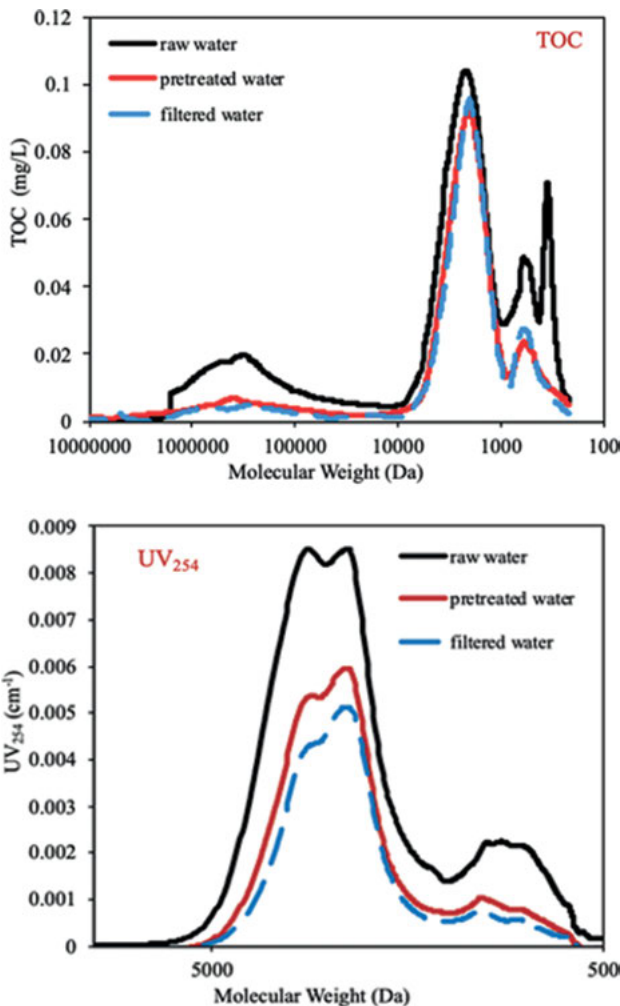 0.12
TOC
raw water
0.1
pretreated water
0.08
filtered water
TOC (mg/L)
0.06
0.04
0.02
0
10000000 1000000 100000 10000 1000 100
Molecular Weight (Da)
0.009
UV254
raw water
0.008
pretreated water
0.007
filtered water
0.006
UV254 (cm-1)
0.005
0.004
0.003
0.002
0.001
0
5000 500
Molecular Weight (Da)